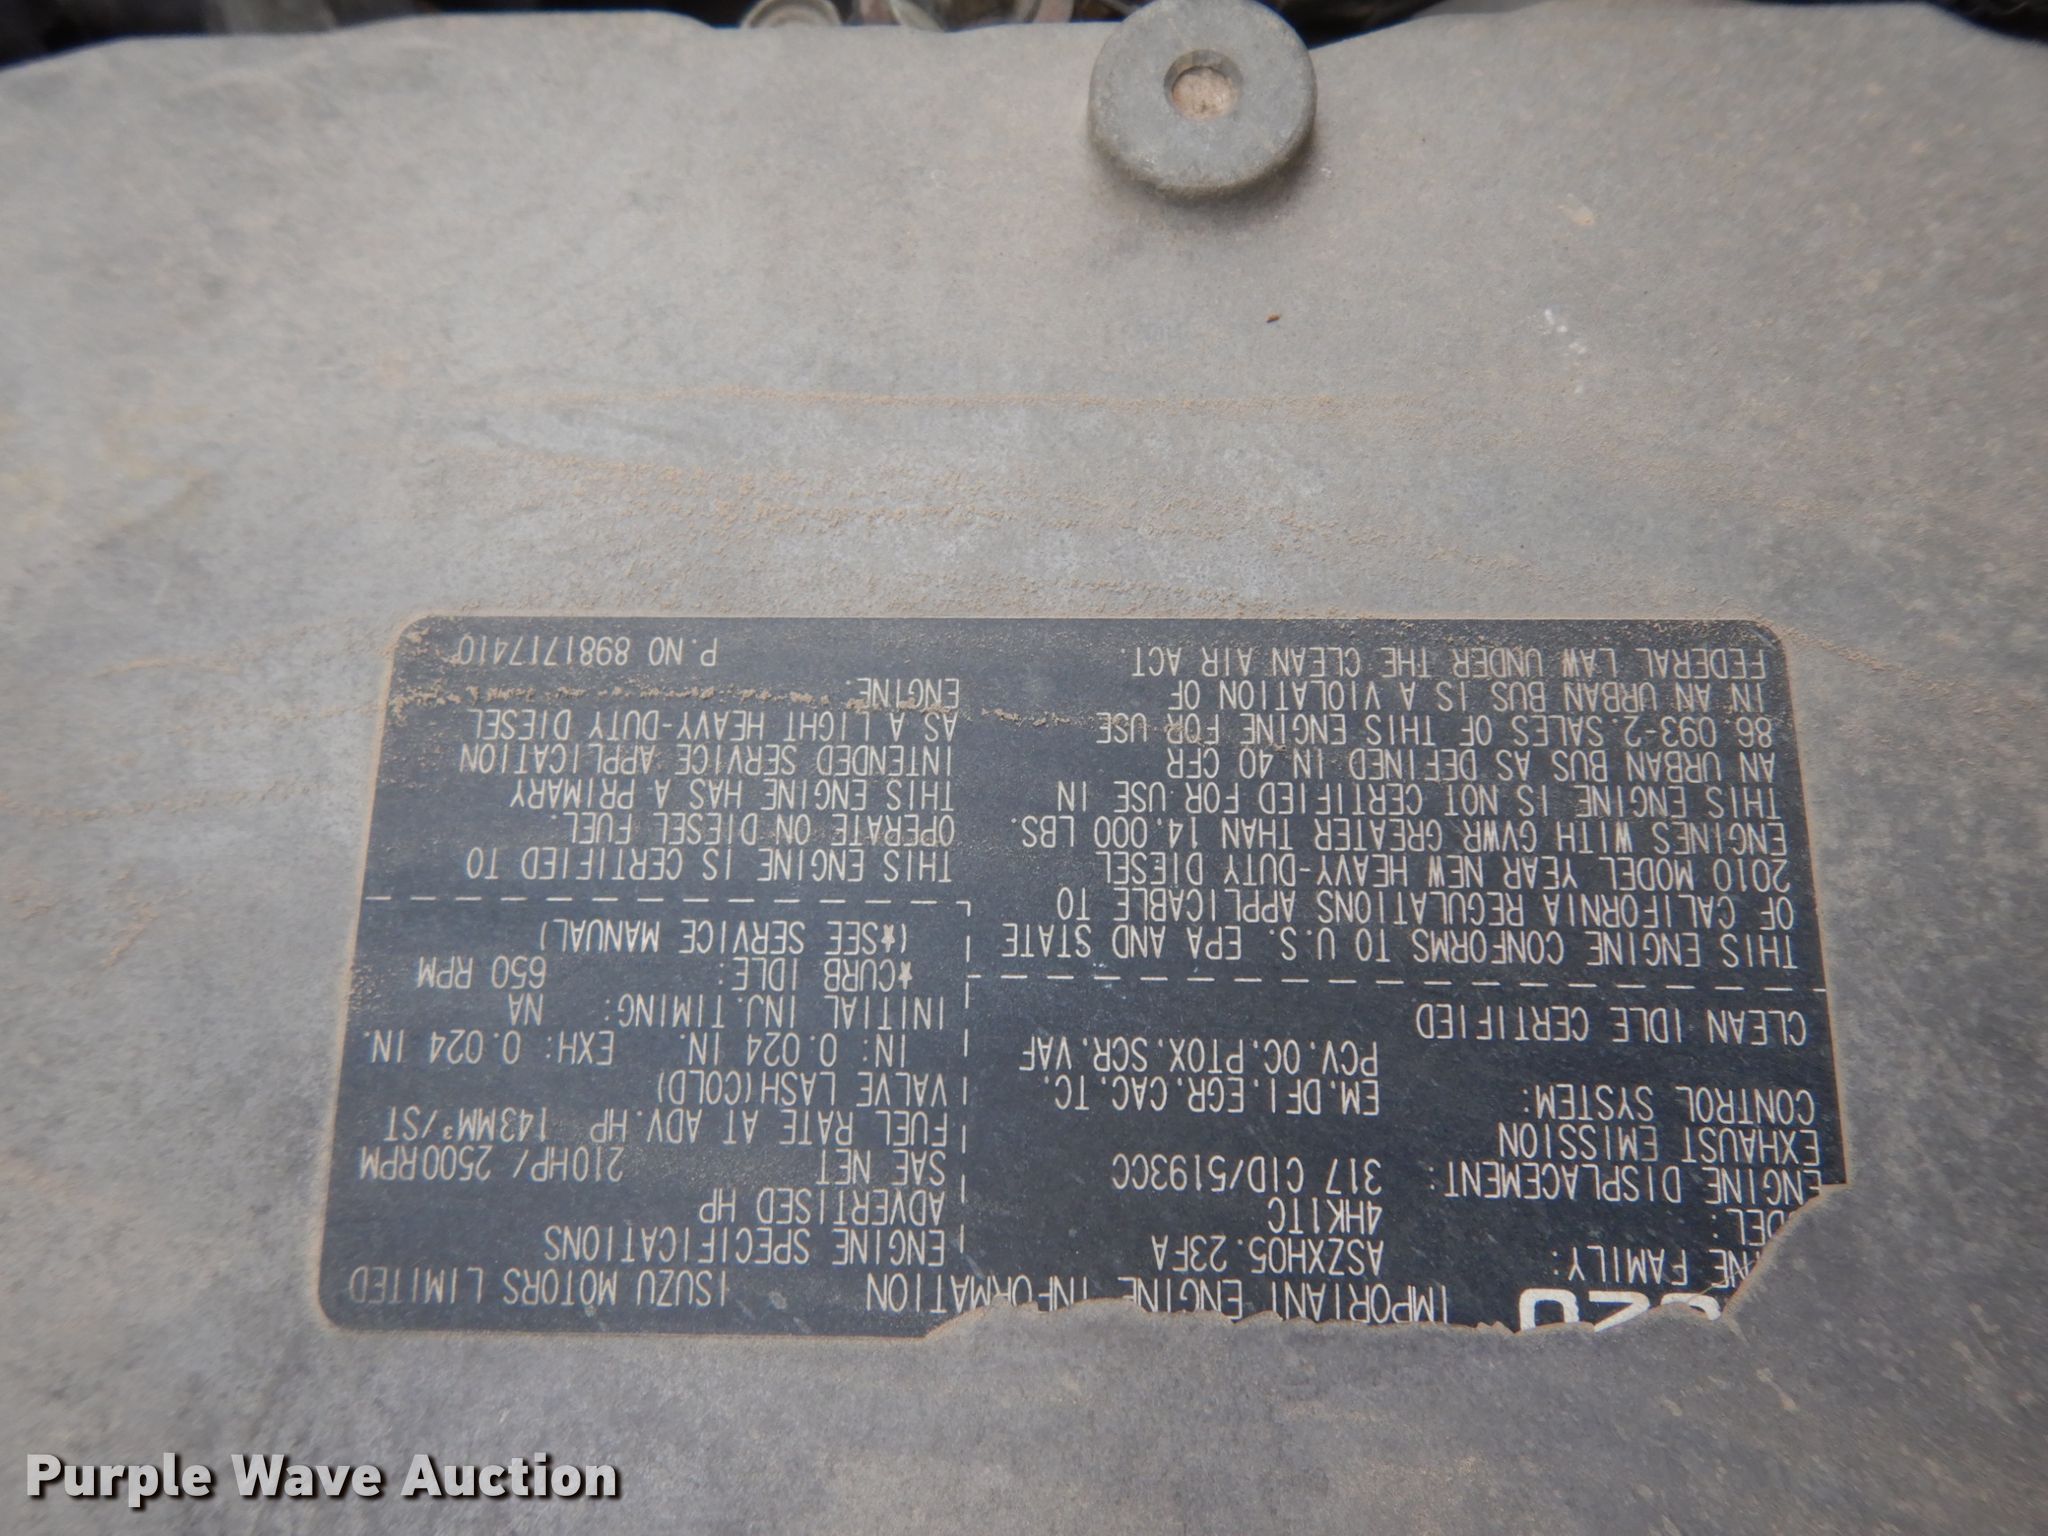 UZU
IMPORTANT ENGINE INFORMATION ISUZU MOTORS LIMITED
INE FAMILY: ASZXH05.23FA
ODEL: 4HK1TC
ENGINE DISPLACEMENT: 317 CID/5193CC
EXHAUST EMISSION
CONTROL SYSTEM: EM.DFI.EGR.CAC.TC.
PCV.OC.PTOX.SCR.VAF
CLEAN IDLE CERTIFIED
THIS ENGINE CONFORMS TO U.S. EPA AND STATE
OF CALIFORNIA REGULATIONS APPLICABLE TO
2010 MODEL YEAR NEW HEAVY-DUTY DIESEL
ENGINES WITH GVWR GREATER THAN 14,000 LBS.
THIS ENGINE IS NOT CERTIFIED FOR USE IN
AN URBAN BUS AS DEFINED IN 40 CFR
86 093-2.SALES OF THIS ENGINE FOR USE
IN AN URBAN BUS IS A VIOLATION OF
FEDERAL LAW UNDER THE CLEAN AIR ACT.
ENGINE SPECIFICATIONS
ADVERTISED HP
SAE NET 210HP/ 2500RPM
FUEL RATE AT ADV.HP 143MM³/ST
VALVE LASH(COLD)
IN: 0.024 IN. EXH: 0.024 IN.
INITIAL INJ.TIMING: NA
*CURB IDLE: 650 RPM
(*SEE SERVICE MANUAL)
THIS ENGINE IS CERTIFIED TO
OPERATE ON DIESEL FUEL.
THIS ENGINE HAS A PRIMARY
INTENDED SERVICE APPLICATION
AS A LIGHT HEAVY-DUTY DIESEL
ENGINE.
P.NO 8981717410
Purple Wave Auction